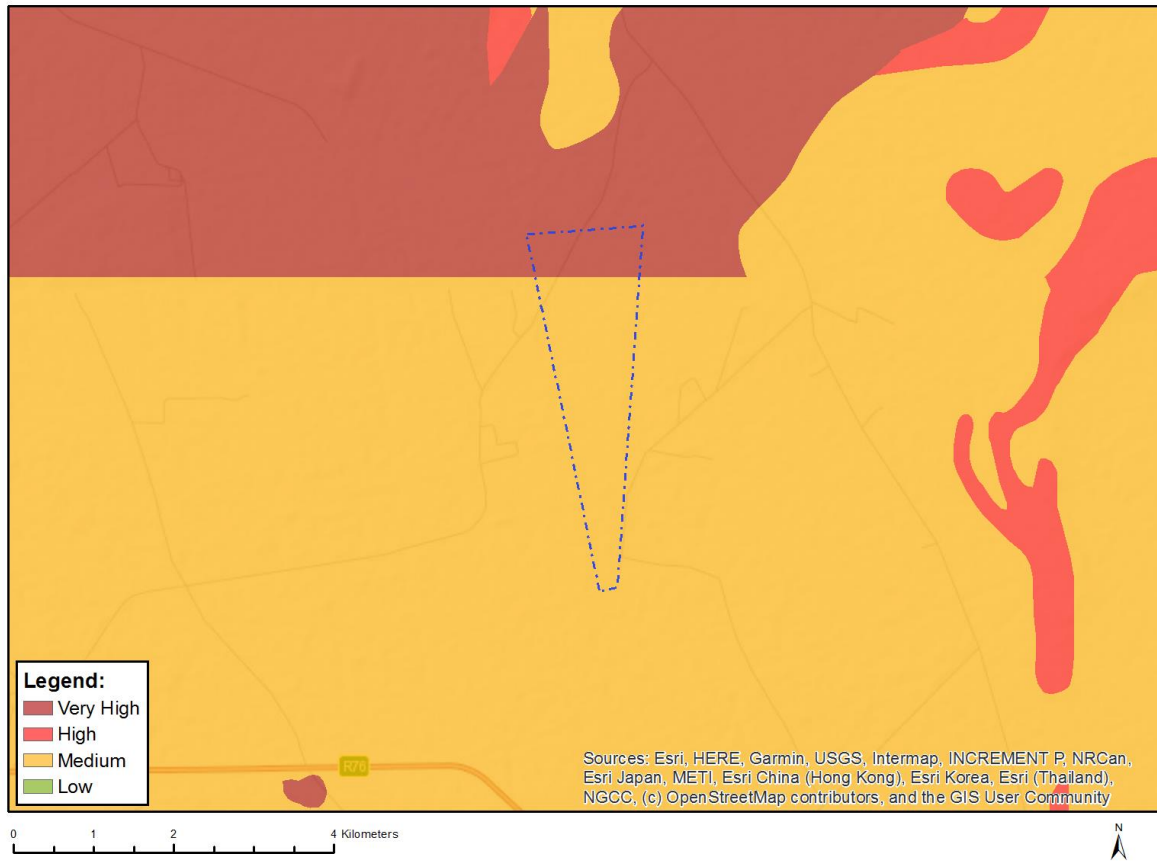 Legend:
Very High
High
Medium
Low
R76
Sources: Esri, HERE, Garmin, USGS, Intermap, INCREMENT P, NRCan,
Esri Japan, METI, Esri China (Hong Kong), Esri Korea, Esri (Thailand),
NGCC, (c) OpenStreetMap contributors, and the GIS User Community
0 1 2 4 Kilometers
N